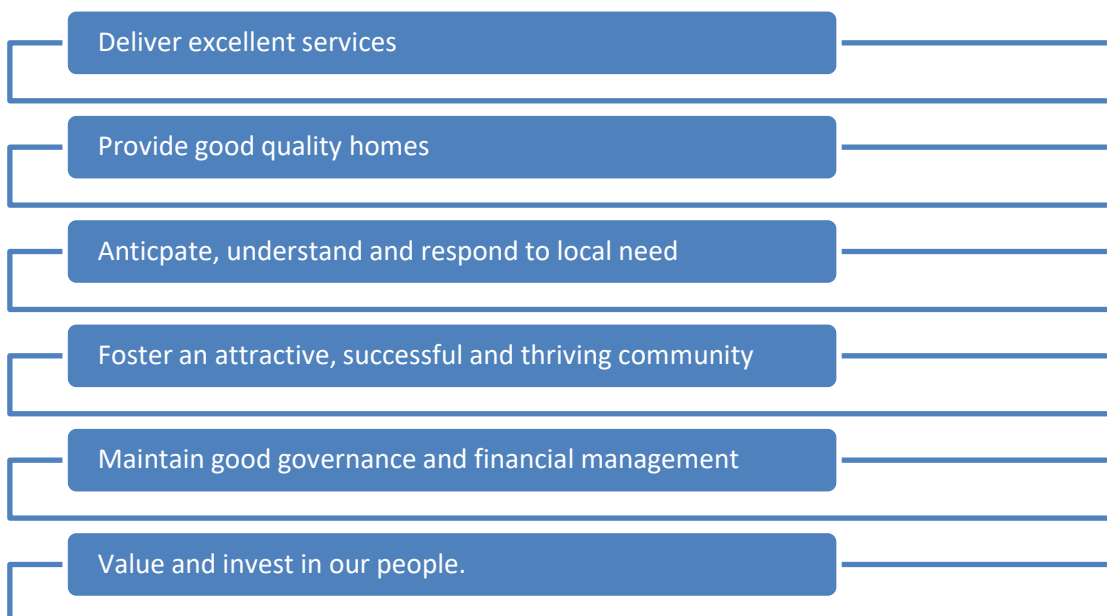 Deliver excellent services
Provide good quality homes
Anticpate, understand and respond to local need
Foster an attractive, successful and thriving community
Maintain good governance and financial management
Value and invest in our people.